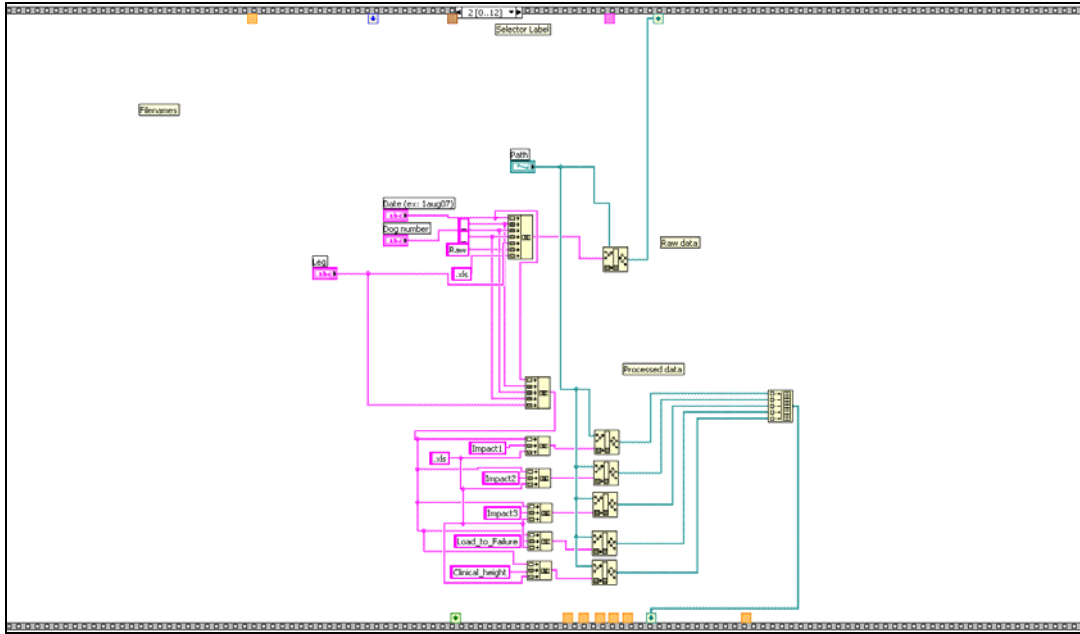 2 [0..12]
Selector Label
Filenames
Path
Date (ex: 1aug07)
Dog number
Raw
Leg
.xls
Raw data
Processed data
Impact1
.xls
Impact2
Impact3
Load_to_Failure
Clinical_height